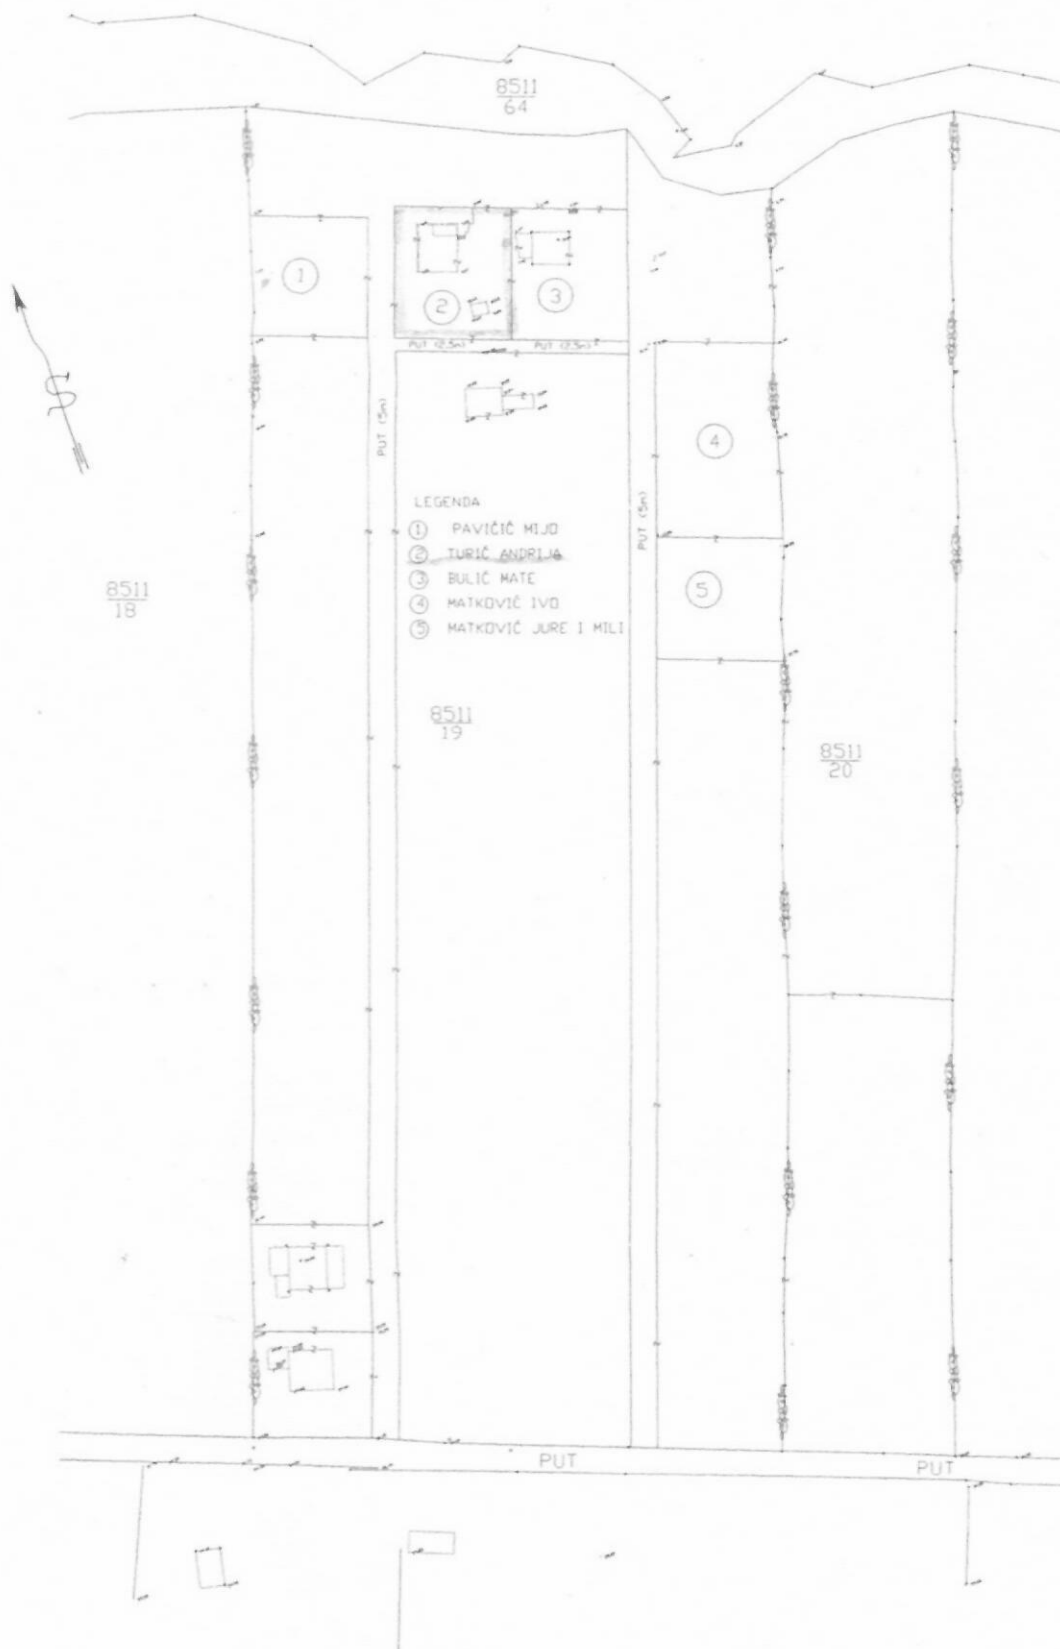 8511
64
1
2
3
PUT (2.5m)
PUT (2.5m)
PUT (5m)
S
4
LEGENDA
1 PAVIČIĆ MIJO
2 TURIĆ ANDRIJA
3 BULIĆ MATE
4 MATKOVIĆ IVO
5 MATKOVIĆ JURE I MILI
PUT (5m)
5
8511
18
8511
19
8511
20
PUT
PUT